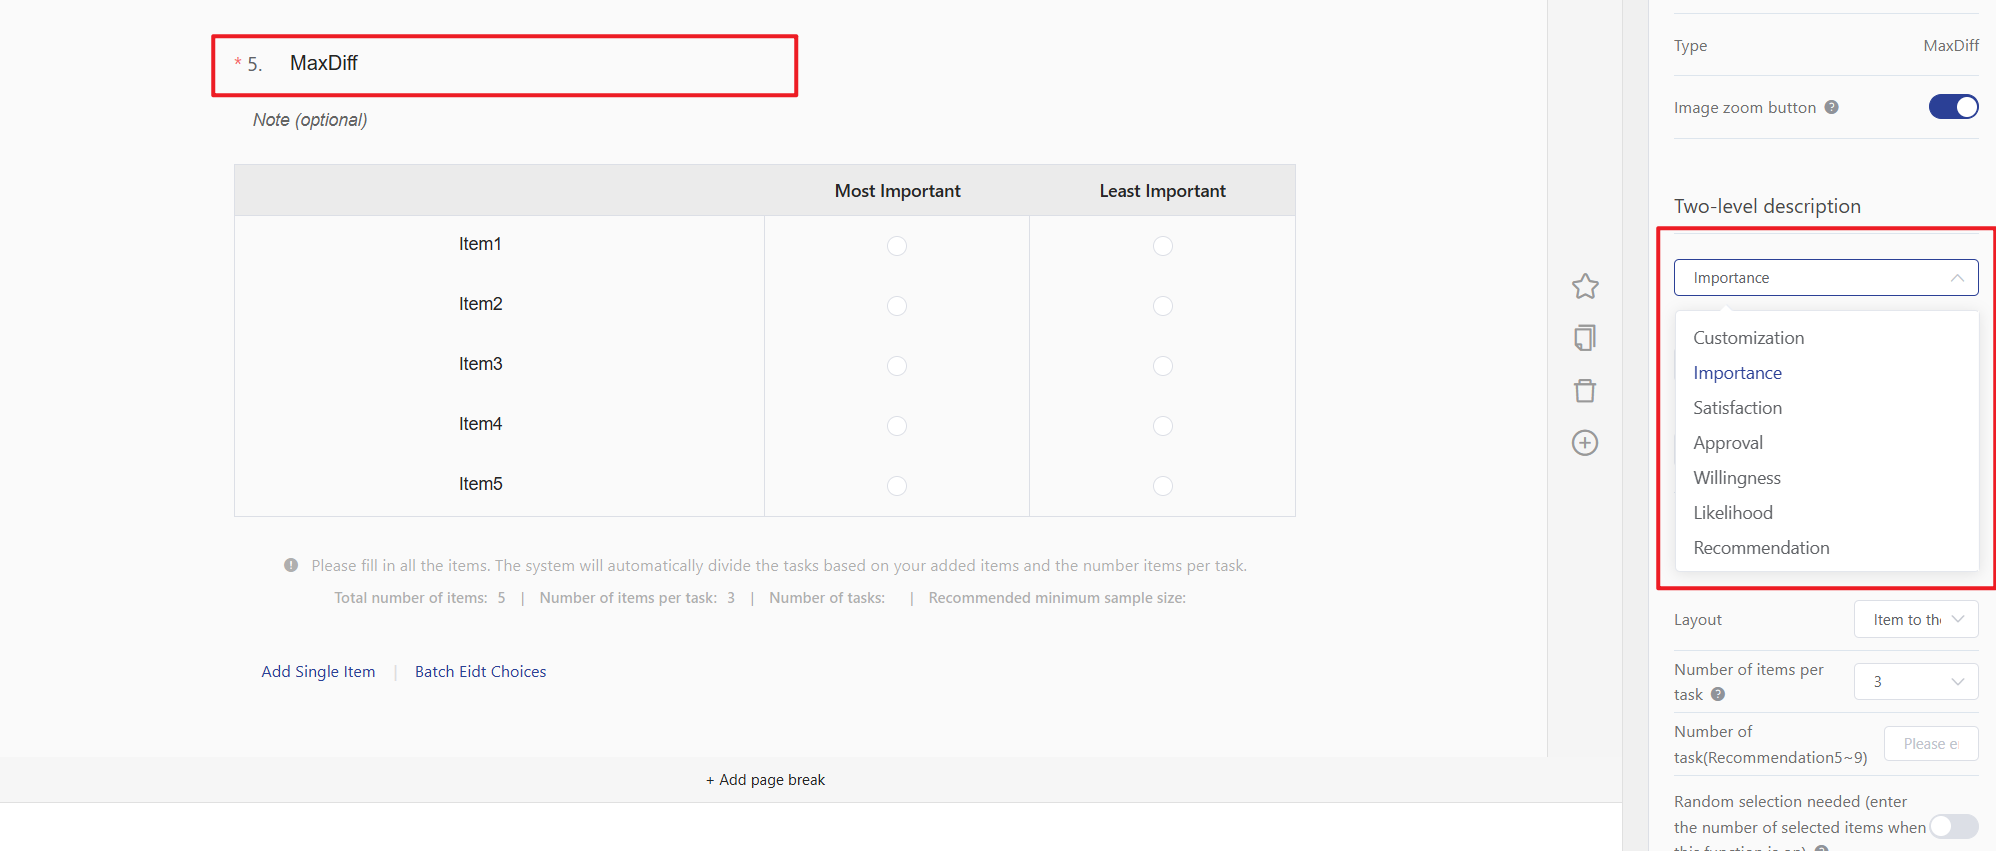 * 5. MaxDiff
Note (optional)
Most Important Least Important
Item1
Item2
Item3
Item4
Item5
Please fill in all the items. The system will automatically divide the tasks based on your added items and the number items per task.
Total number of items: 5 | Number of items per task: 3 | Number of tasks: | Recommended minimum sample size:
Add Single Item | Batch Eidt Choices
+ Add page break
Type MaxDiff
Image zoom button ?
Two-level description
Importance
Customization
Importance
Satisfaction
Approval
Willingness
Likelihood
Recommendation
Layout Item to the
Number of items per
task ? 3
Number of
task(Recommendation5~9) Please e
Random selection needed (enter
the number of selected items when
this function is on) ?